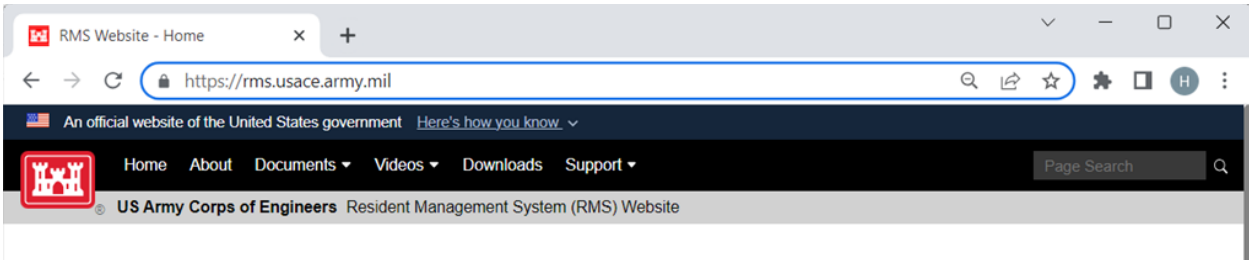 RMS Website - Home
https://rms.usace.army.mil
H
An official website of the United States government Here's how you know
Home About Documents Videos Downloads Support Page Search
® US Army Corps of Engineers Resident Management System (RMS) Website